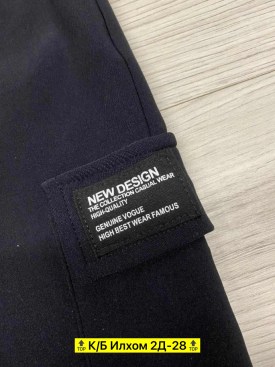 NEW DESIGN
THE COLLECTION CASUAL WEAR
HIGH-QUALITY
GENUINE VOGUE
HIGH BEST WEAR FAMOUS
🔝 К/Б Илхом 2Д-28 🔝